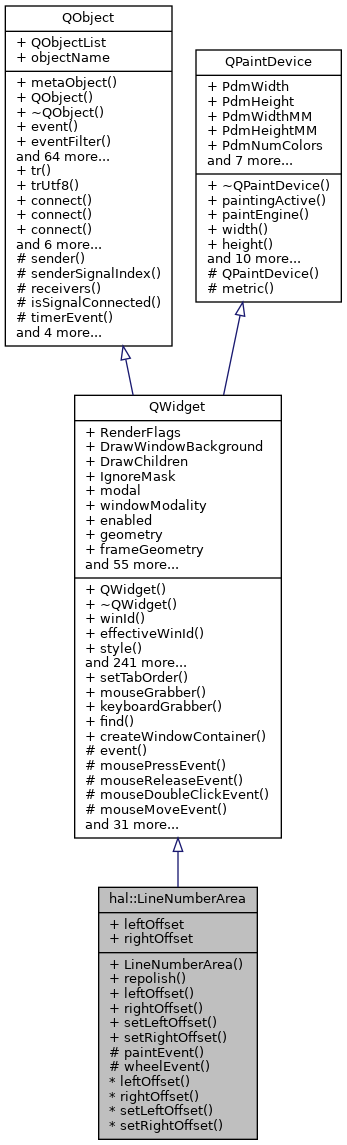 QObject
+ QObjectList
+ objectName
+ metaObject()
+ QObject()
+ ~QObject()
+ event()
+ eventFilter()
and 64 more...
+ tr()
+ trUtf8()
+ connect()
+ connect()
+ connect()
and 6 more...
# sender()
# senderSignalIndex()
# receivers()
# isSignalConnected()
# timerEvent()
and 4 more...
QPaintDevice
+ PdmWidth
+ PdmHeight
+ PdmWidthMM
+ PdmHeightMM
+ PdmNumColors
and 7 more...
+ ~QPaintDevice()
+ paintingActive()
+ paintEngine()
+ width()
+ height()
and 10 more...
# QPaintDevice()
# metric()
QWidget
+ RenderFlags
+ DrawWindowBackground
+ DrawChildren
+ IgnoreMask
+ modal
+ windowModality
+ enabled
+ geometry
+ frameGeometry
and 55 more...
+ QWidget()
+ ~QWidget()
+ winId()
+ effectiveWinId()
+ style()
and 241 more...
+ setTabOrder()
+ mouseGrabber()
+ keyboardGrabber()
+ find()
+ createWindowContainer()
# event()
# mousePressEvent()
# mouseReleaseEvent()
# mouseDoubleClickEvent()
# mouseMoveEvent()
and 31 more...
hal::LineNumberArea
+ leftOffset
+ rightOffset
+ LineNumberArea()
+ repolish()
+ leftOffset()
+ rightOffset()
+ setLeftOffset()
+ setRightOffset()
# paintEvent()
# wheelEvent()
* leftOffset()
* rightOffset()
* setLeftOffset()
* setRightOffset()